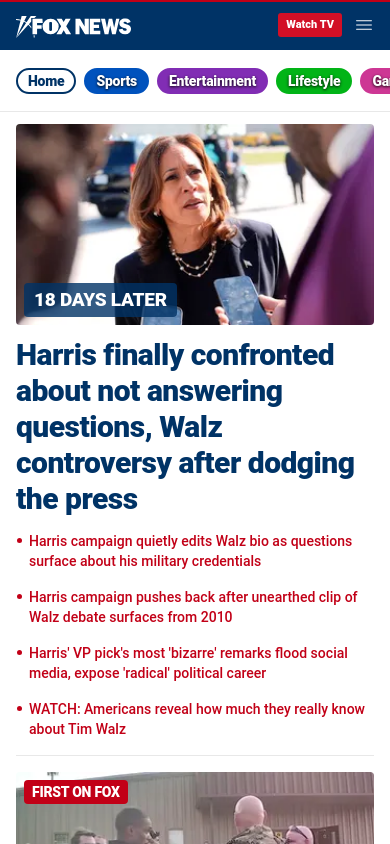 FOX NEWS
Watch TV
Home
Sports
Entertainment
Lifestyle
18 DAYS LATER
Harris finally confronted
about not answering
questions, Walz
controversy after dodging
the press
• Harris campaign quietly edits Walz bio as questions
surface about his military credentials
• Harris campaign pushes back after unearthed clip of
Walz debate surfaces from 2010
• Harris' VP pick's most 'bizarre' remarks flood social
media, expose 'radical' political career
• WATCH: Americans reveal how much they really know
about Tim Walz
FIRST ON FOX